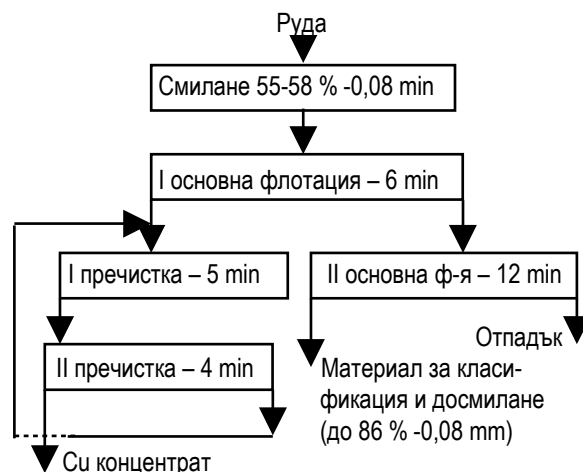 Руда
Смилане 55-58 % -0,08 min
I основна флотация – 6 min
I пречистка – 5 min
II основна ф-я – 12 min
Отпадък
II пречистка – 4 min
Материал за класи-
фикация и досмилане
(до 86 % -0,08 mm)
Cu концентрат